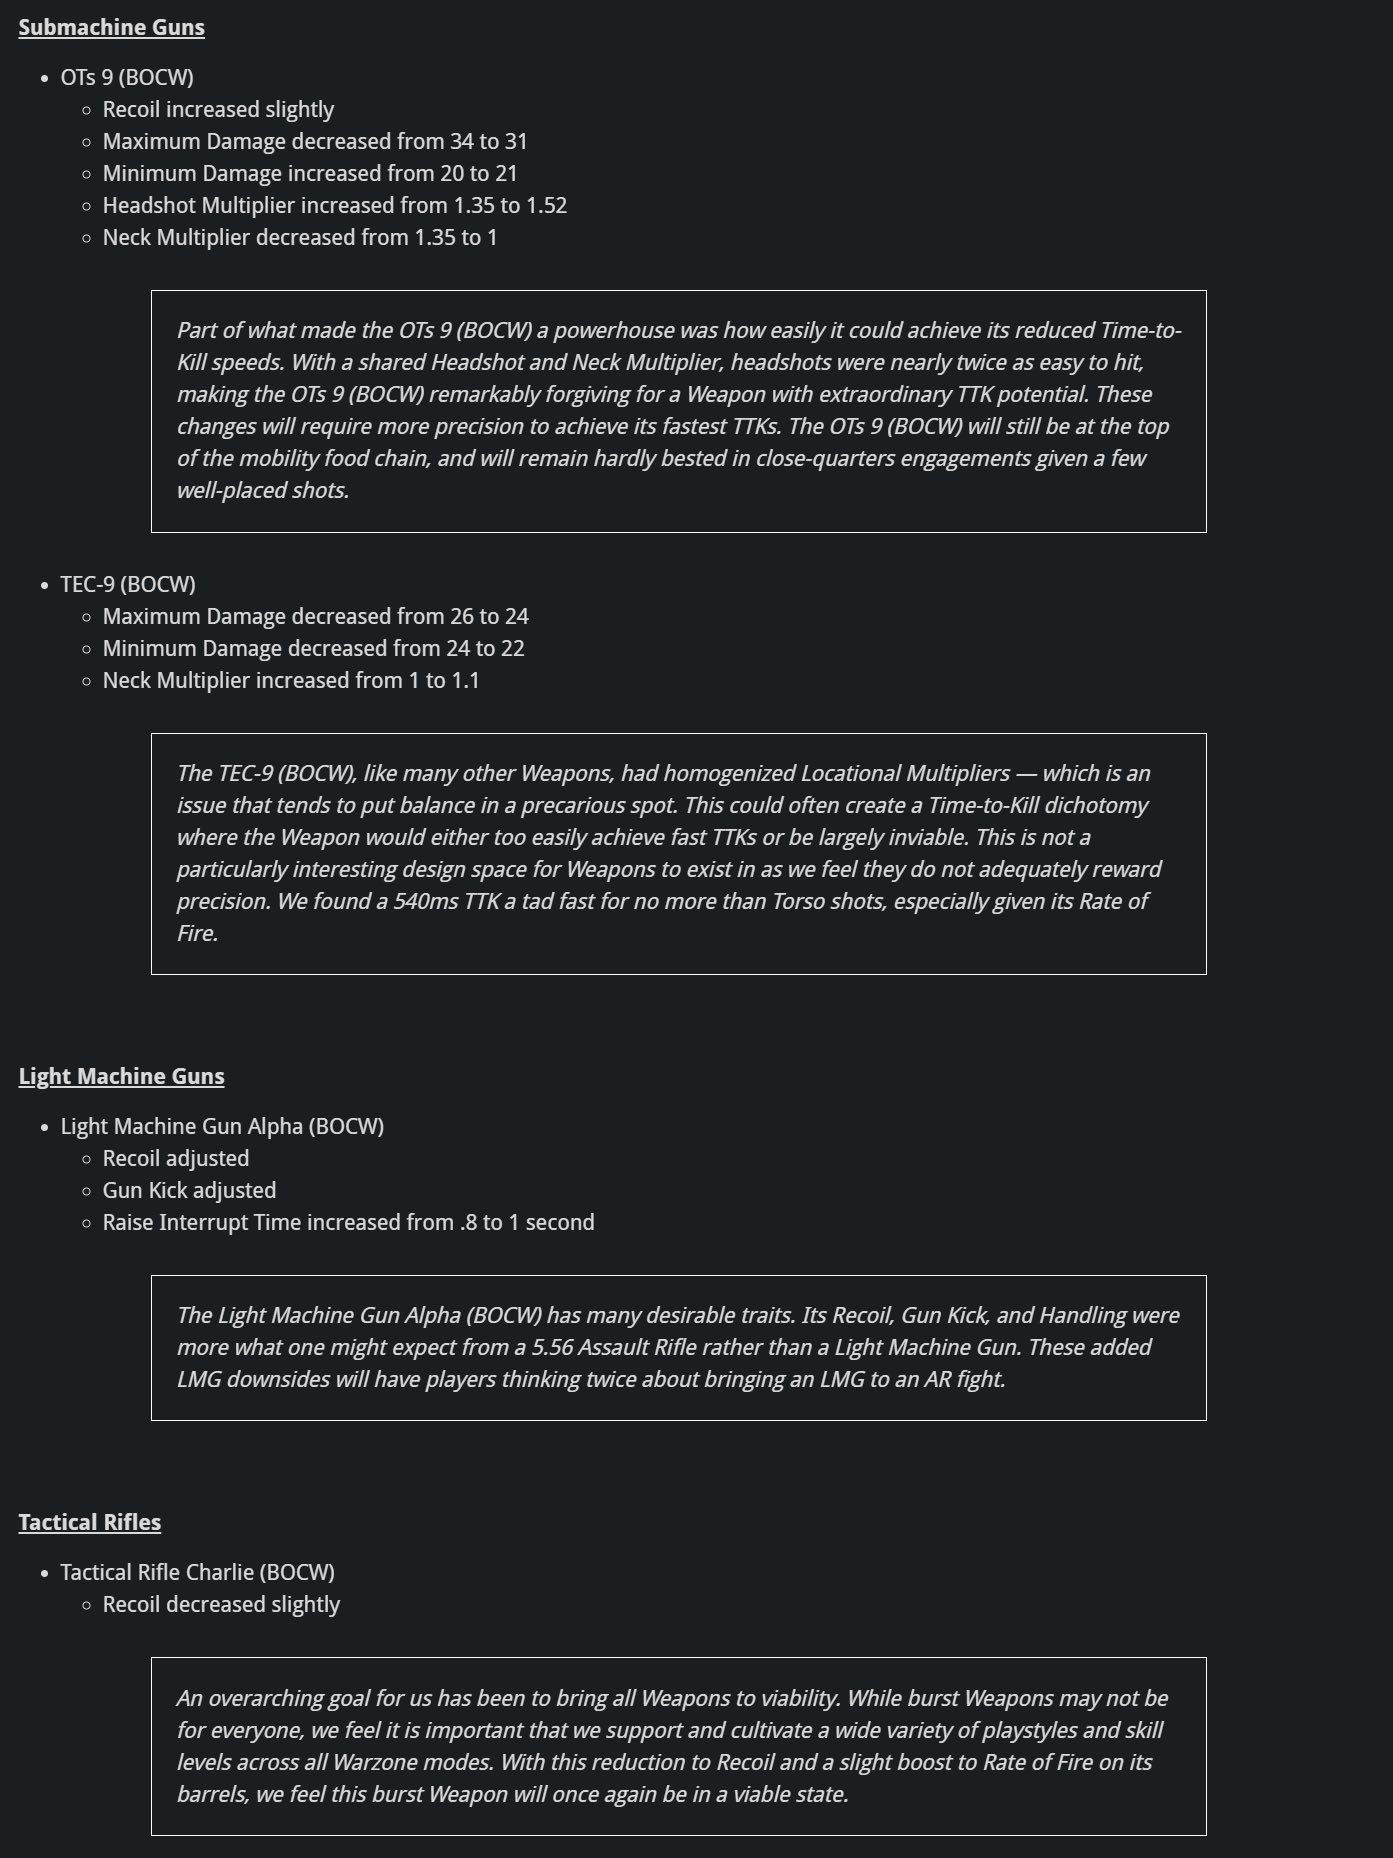 Submachine Guns
• OTs 9 (BOCW)
◦ Recoil increased slightly
◦ Maximum Damage decreased from 34 to 31
◦ Minimum Damage increased from 20 to 21
◦ Headshot Multiplier increased from 1.35 to 1.52
◦ Neck Multiplier decreased from 1.35 to 1
Part of what made the OTs 9 (BOCW) a powerhouse was how easily it could achieve its reduced Time-to-
Kill speeds. With a shared Headshot and Neck Multiplier, headshots were nearly twice as easy to hit,
making the OTs 9 (BOCW) remarkably forgiving for a Weapon with extraordinary TTK potential. These
changes will require more precision to achieve its fastest TTKs. The OTs 9 (BOCW) will still be at the top
of the mobility food chain, and will remain hardly bested in close-quarters engagements given a few
well-placed shots.
• TEC-9 (BOCW)
◦ Maximum Damage decreased from 26 to 24
◦ Minimum Damage decreased from 24 to 22
◦ Neck Multiplier increased from 1 to 1.1
The TEC-9 (BOCW), like many other Weapons, had homogenized Locational Multipliers — which is an
issue that tends to put balance in a precarious spot. This could often create a Time-to-Kill dichotomy
where the Weapon would either too easily achieve fast TTKs or be largely inviable. This is not a
particularly interesting design space for Weapons to exist in as we feel they do not adequately reward
precision. We found a 540ms TTK a tad fast for no more than Torso shots, especially given its Rate of
Fire.
Light Machine Guns
• Light Machine Gun Alpha (BOCW)
◦ Recoil adjusted
◦ Gun Kick adjusted
◦ Raise Interrupt Time increased from .8 to 1 second
The Light Machine Gun Alpha (BOCW) has many desirable traits. Its Recoil, Gun Kick, and Handling were
more what one might expect from a 5.56 Assault Rifle rather than a Light Machine Gun. These added
LMG downsides will have players thinking twice about bringing an LMG to an AR fight.
Tactical Rifles
• Tactical Rifle Charlie (BOCW)
◦ Recoil decreased slightly
An overarching goal for us has been to bring all Weapons to viability. While burst Weapons may not be
for everyone, we feel it is important that we support and cultivate a wide variety of playstyles and skill
levels across all Warzone modes. With this reduction to Recoil and a slight boost to Rate of Fire on its
barrels, we feel this burst Weapon will once again be in a viable state.